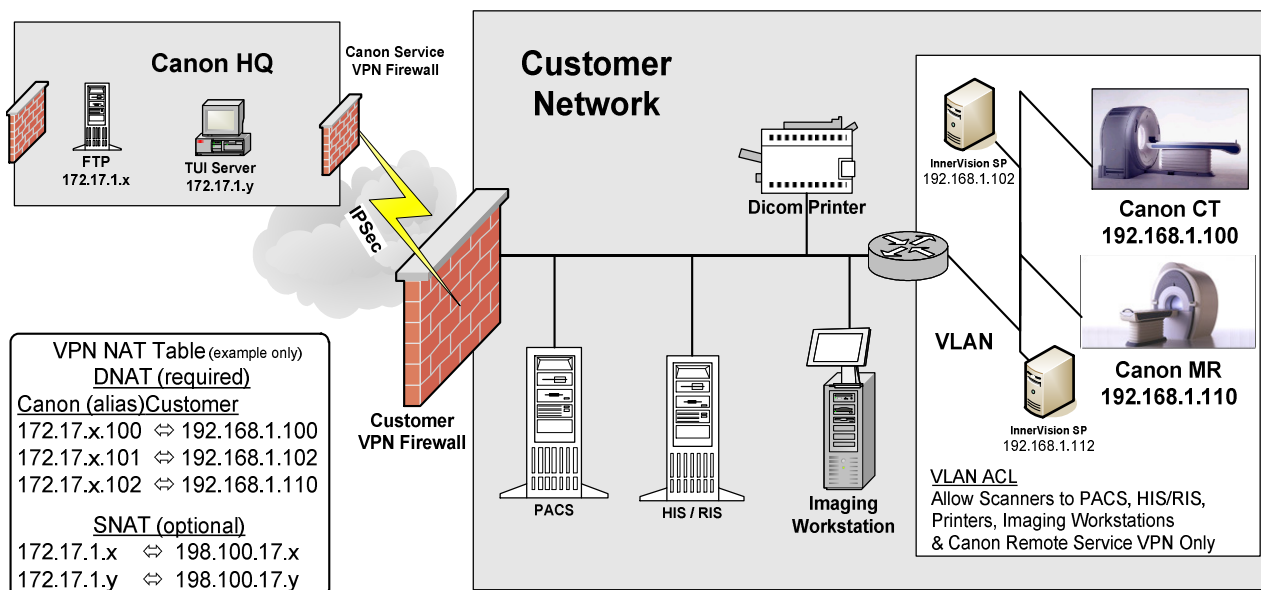 Canon HQ
FTP
172.17.1.x
TUI Server
172.17.1.y
Canon Service
VPN Firewall
IPSec
Customer
Network
Dicom Printer
Customer
VPN Firewall
PACS
HIS / RIS
Imaging
Workstation
VLAN
InnerVision SP
192.168.1.102
Canon CT
192.168.1.100
Canon MR
192.168.1.110
InnerVision SP
192.168.1.112
VLAN ACL
Allow Scanners to PACS, HIS/RIS,
Printers, Imaging Workstations
& Canon Remote Service VPN Only
VPN NAT Table (example only)
DNAT (required)
Canon (alias)Customer
172.17.x.100 ⇔ 192.168.1.100
172.17.x.101 ⇔ 192.168.1.102
172.17.x.102 ⇔ 192.168.1.110
SNAT (optional)
172.17.1.x ⇔ 198.100.17.x
172.17.1.y ⇔ 198.100.17.y